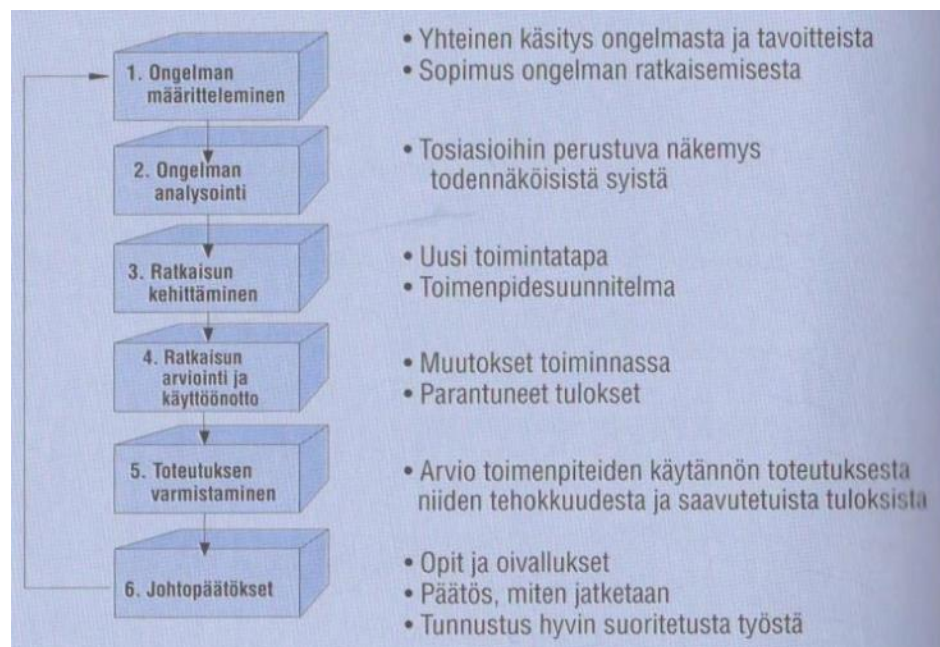 1. Ongelman
määritteleminen
• Yhteinen käsitys ongelmasta ja tavoitteista
• Sopimus ongelman ratkaisemisesta
2. Ongelman
analysointi
• Tosiasioihin perustuva näkemys
todennäköisistä syistä
3. Ratkaisun
kehittäminen
• Uusi toimintatapa
• Toimenpidesuunnitelma
4. Ratkaisun
arviointi ja
käyttöönotto
• Muutokset toiminnassa
• Parantuneet tulokset
5. Toteutuksen
varmistaminen
• Arvio toimenpiteiden käytännön toteutuksesta
niiden tehokkuudesta ja saavutetuista tuloksista
6. Johtopäätökset
• Opit ja oivallukset
• Päätös, miten jatketaan
• Tunnustus hyvin suoritetusta työstä